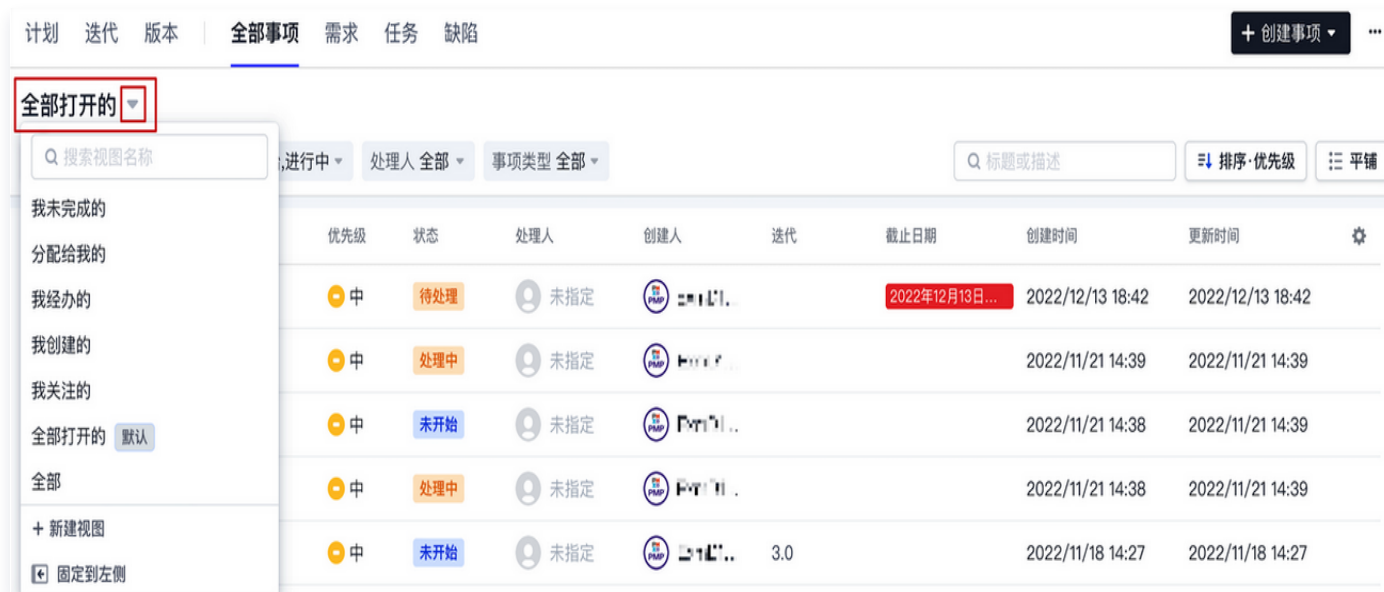 计划 迭代 版本 全部事项 需求 任务 缺陷 + 创建事项 ...
全部打开的
搜索视图名称
,进行中 处理人 全部 事项类型 全部 标题或描述 排序·优先级 平铺
我未完成的
分配给我的
我经办的
我创建的
我关注的
全部打开的 默认
全部
+ 新建视图
固定到左侧
优先级 状态 处理人 创建人 迭代 截止日期 创建时间 更新时间
中 待处理 未指定 PMP 2022年12月13日... 2022/12/13 18:42 2022/12/13 18:42
中 处理中 未指定 PMP 2022/11/21 14:39 2022/11/21 14:39
中 未开始 未指定 PMP 2022/11/21 14:38 2022/11/21 14:39
中 处理中 未指定 PMP 2022/11/21 14:38 2022/11/21 14:39
中 未开始 未指定 PMP 3.0 2022/11/18 14:27 2022/11/18 14:27